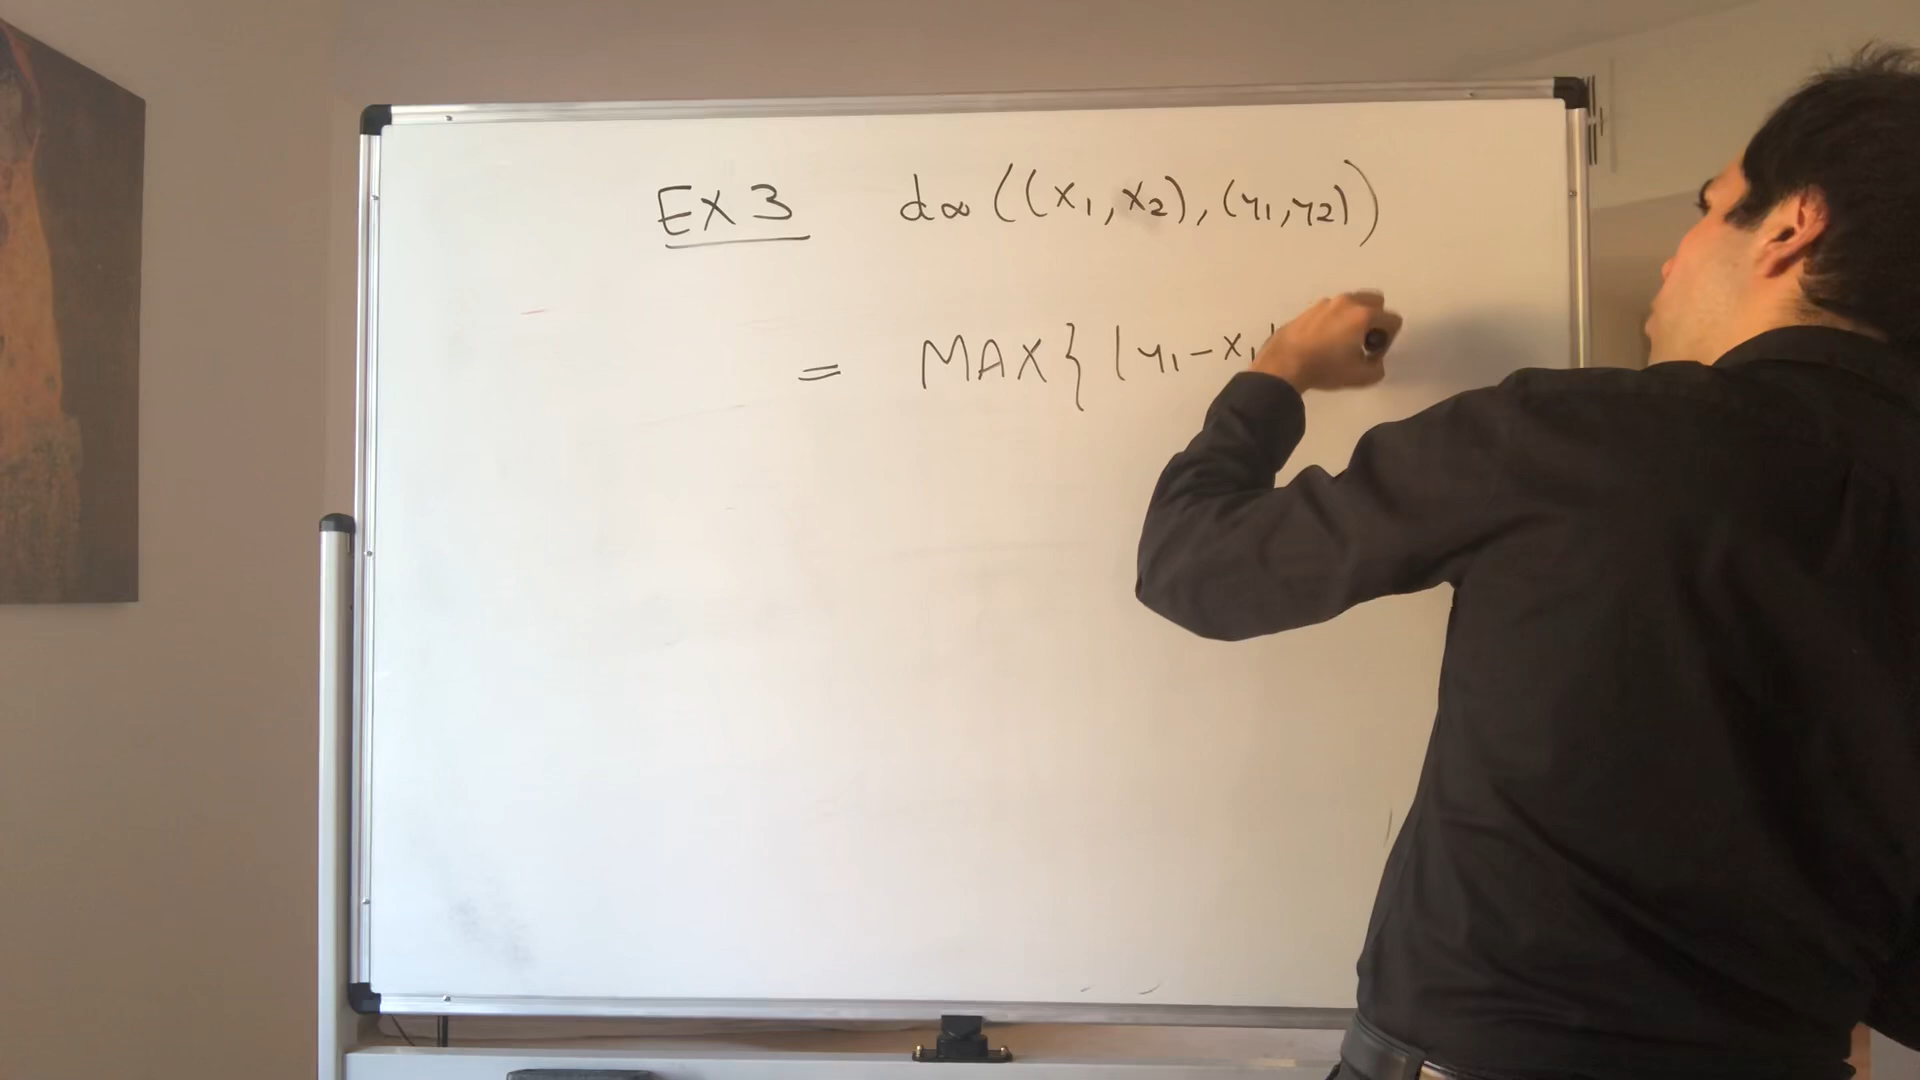 EX 3 d∞ ((x₁,x₂),(y₁,y₂))
= MAX{ |y₁-x₁|